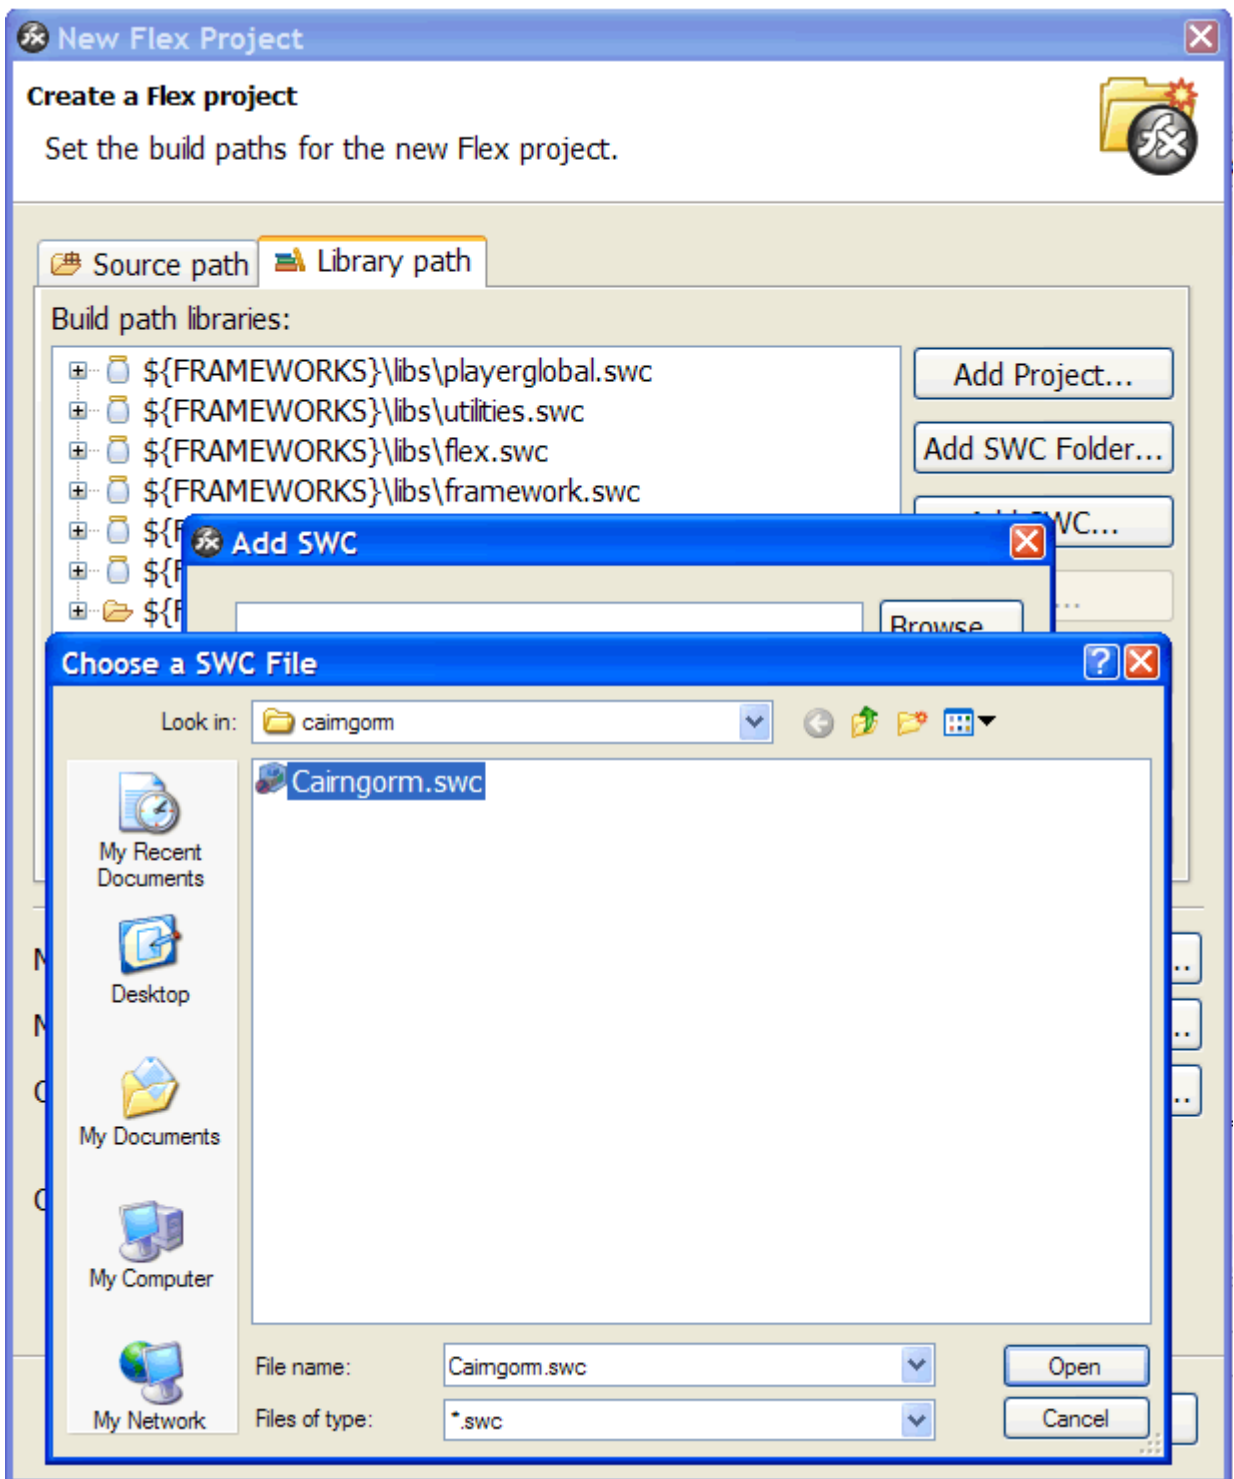 New Flex Project
Create a Flex project
Set the build paths for the new Flex project.
Source path
Library path
Build path libraries:
${FRAMEWORKS}\libs\playerglobal.swc
${FRAMEWORKS}\libs\utilities.swc
${FRAMEWORKS}\libs\flex.swc
${FRAMEWORKS}\libs\framework.swc
Add Project...
Add SWC Folder...
Add SWC...
${F
${F
${F
Add SWC
Browse
Choose a SWC File
Look in:
cairngorm
Cairngorm.swc
My Recent
Documents
Desktop
My Documents
My Computer
My Network
File name:
Cairngorm.swc
Open
Files of type:
*.swc
Cancel